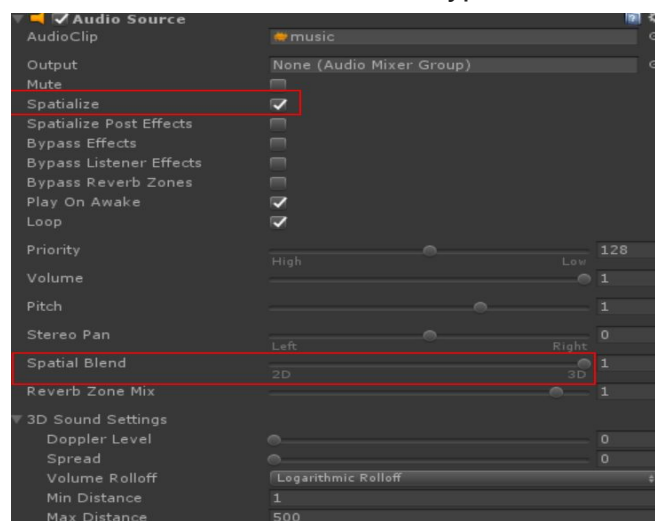 Audio Source
AudioClip music
Output None (Audio Mixer Group)
Mute
Spatialize
Spatialize Post Effects
Bypass Effects
Bypass Listener Effects
Bypass Reverb Zones
Play On Awake
Loop
Priority 128
High Low
Volume 1
Pitch 1
Stereo Pan 0
Left Right
Spatial Blend 1
2D 3D
Reverb Zone Mix 1
3D Sound Settings
Doppler Level 0
Spread 0
Volume Rolloff Logarithmic Rolloff
Min Distance 1
Max Distance 500